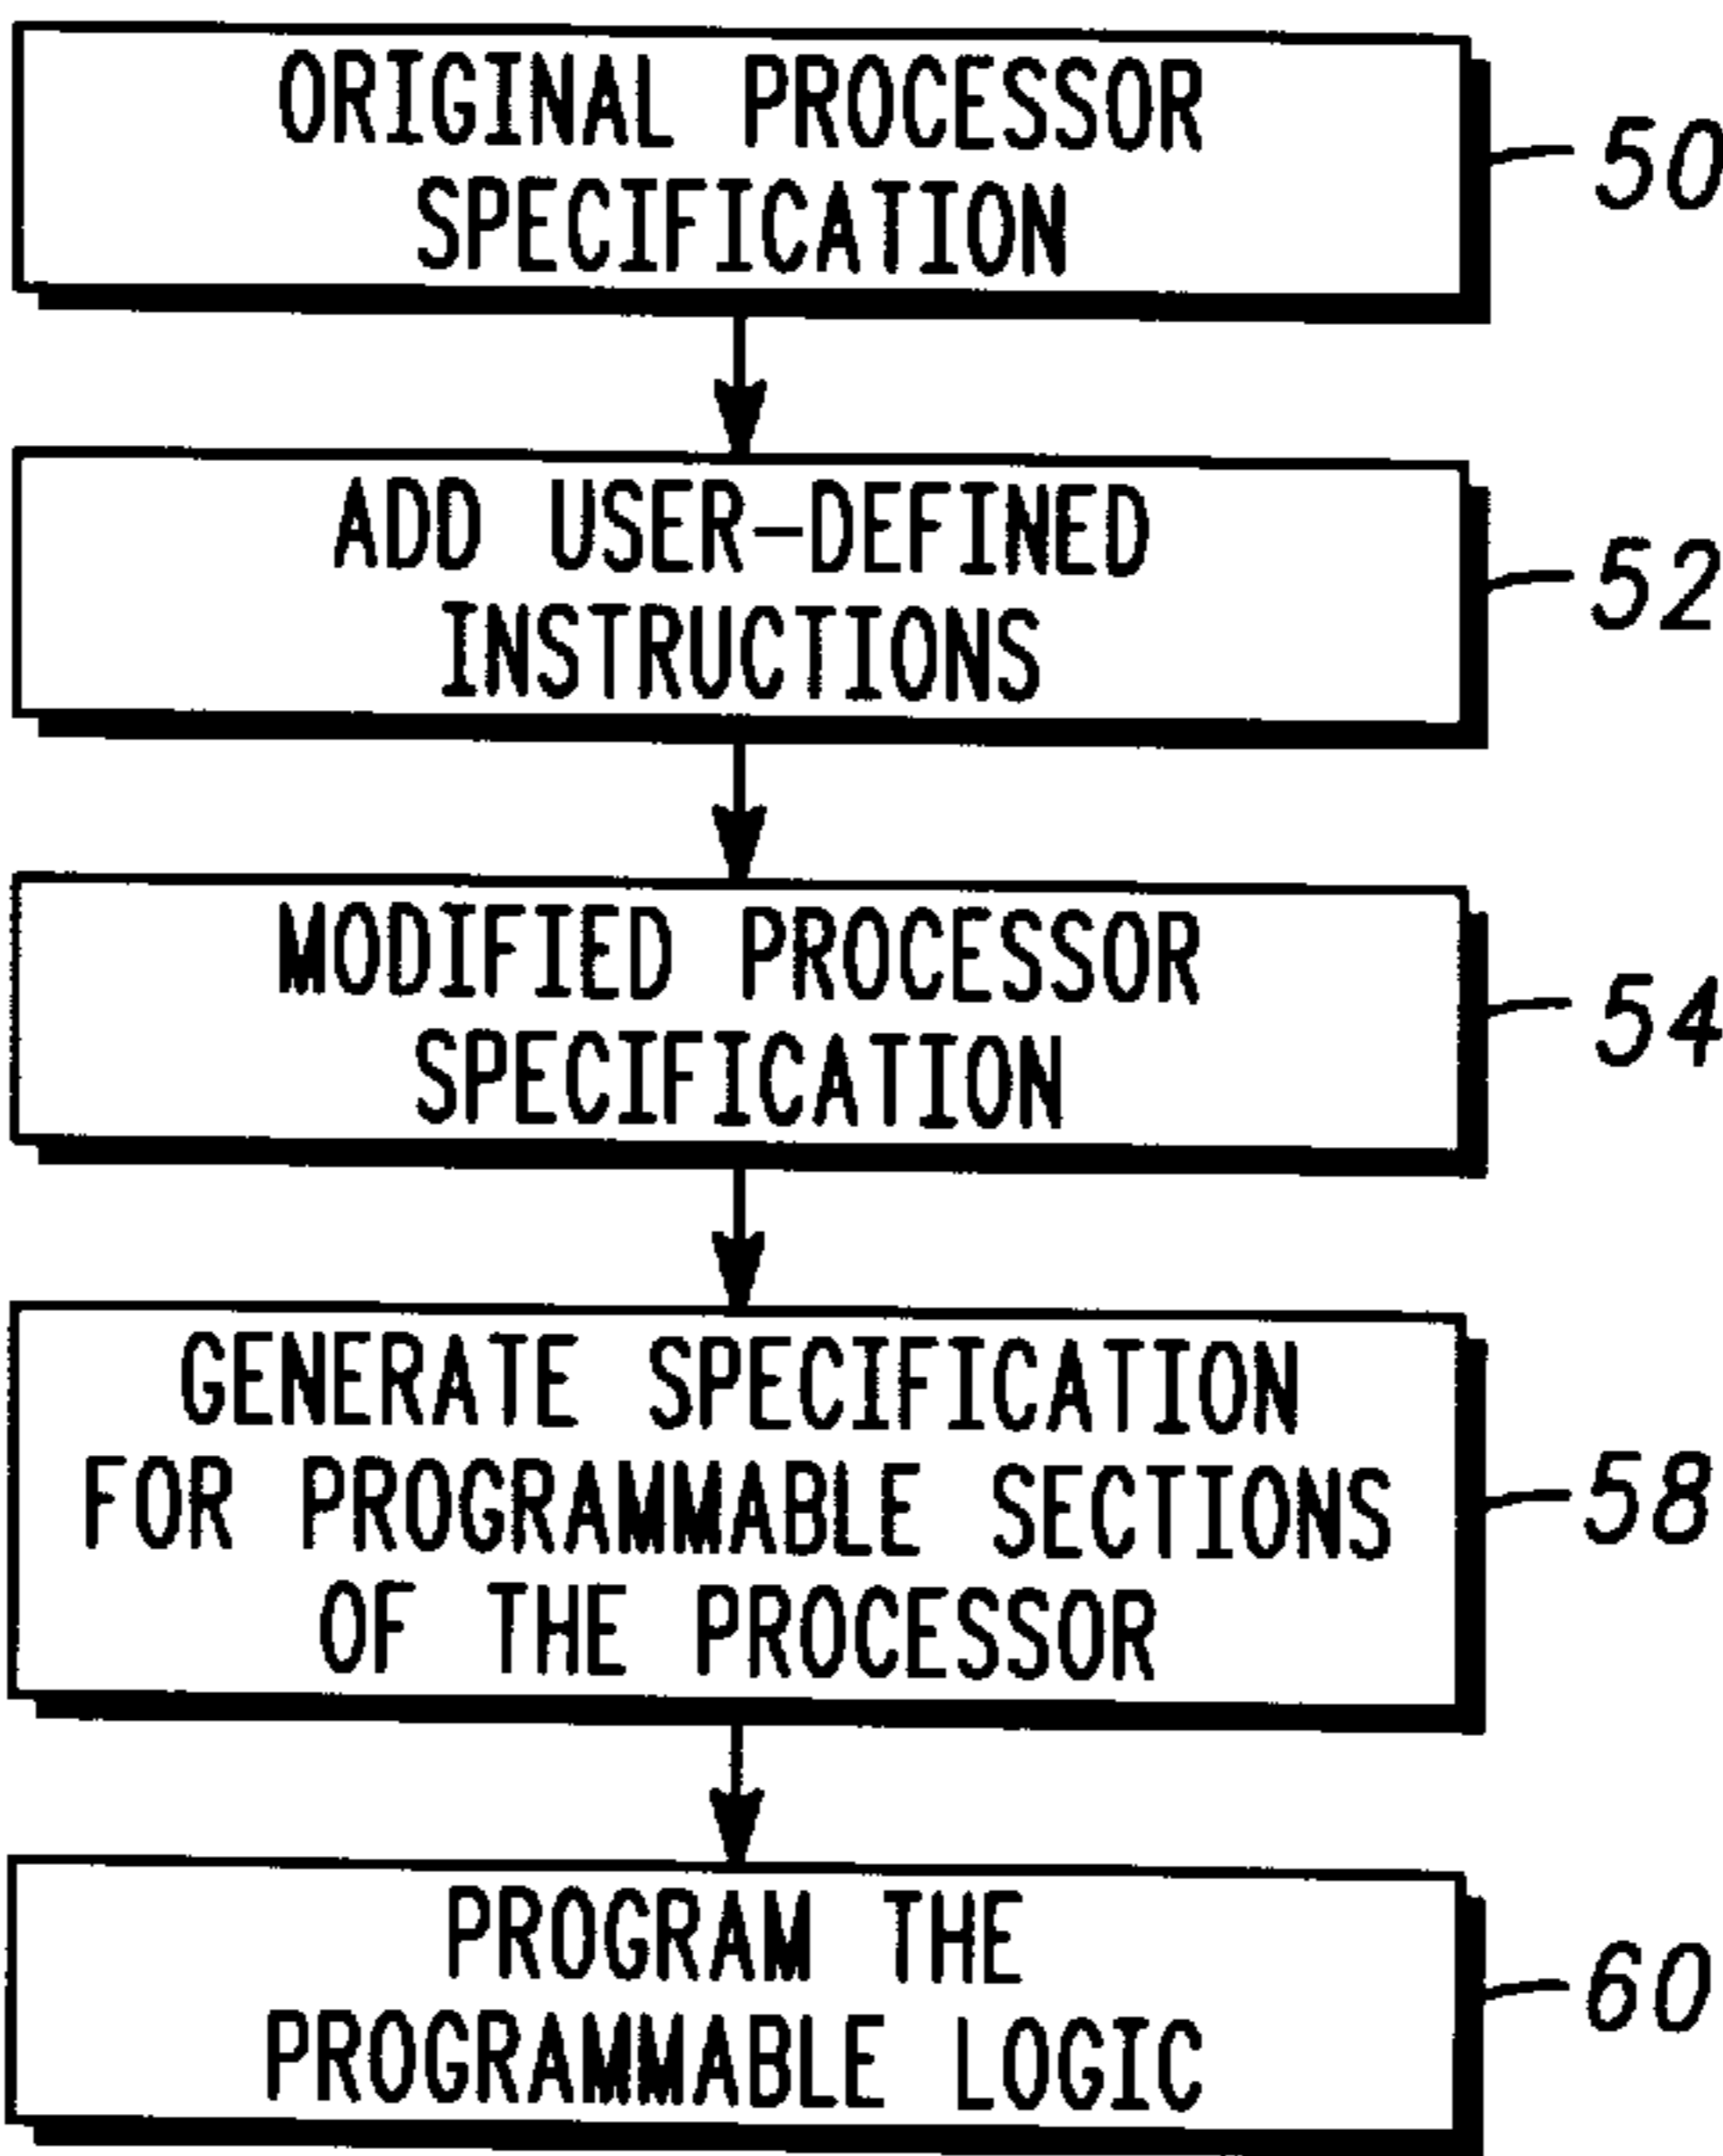 ORIGINAL PROCESSOR
SPECIFICATION
50
ADD USER-DEFINED
INSTRUCTIONS
52
MODIFIED PROCESSOR
SPECIFICATION
54
GENERATE SPECIFICATION
FOR PROGRAMMABLE SECTIONS
OF THE PROCESSOR
58
PROGRAM THE
PROGRAMMABLE LOGIC
60